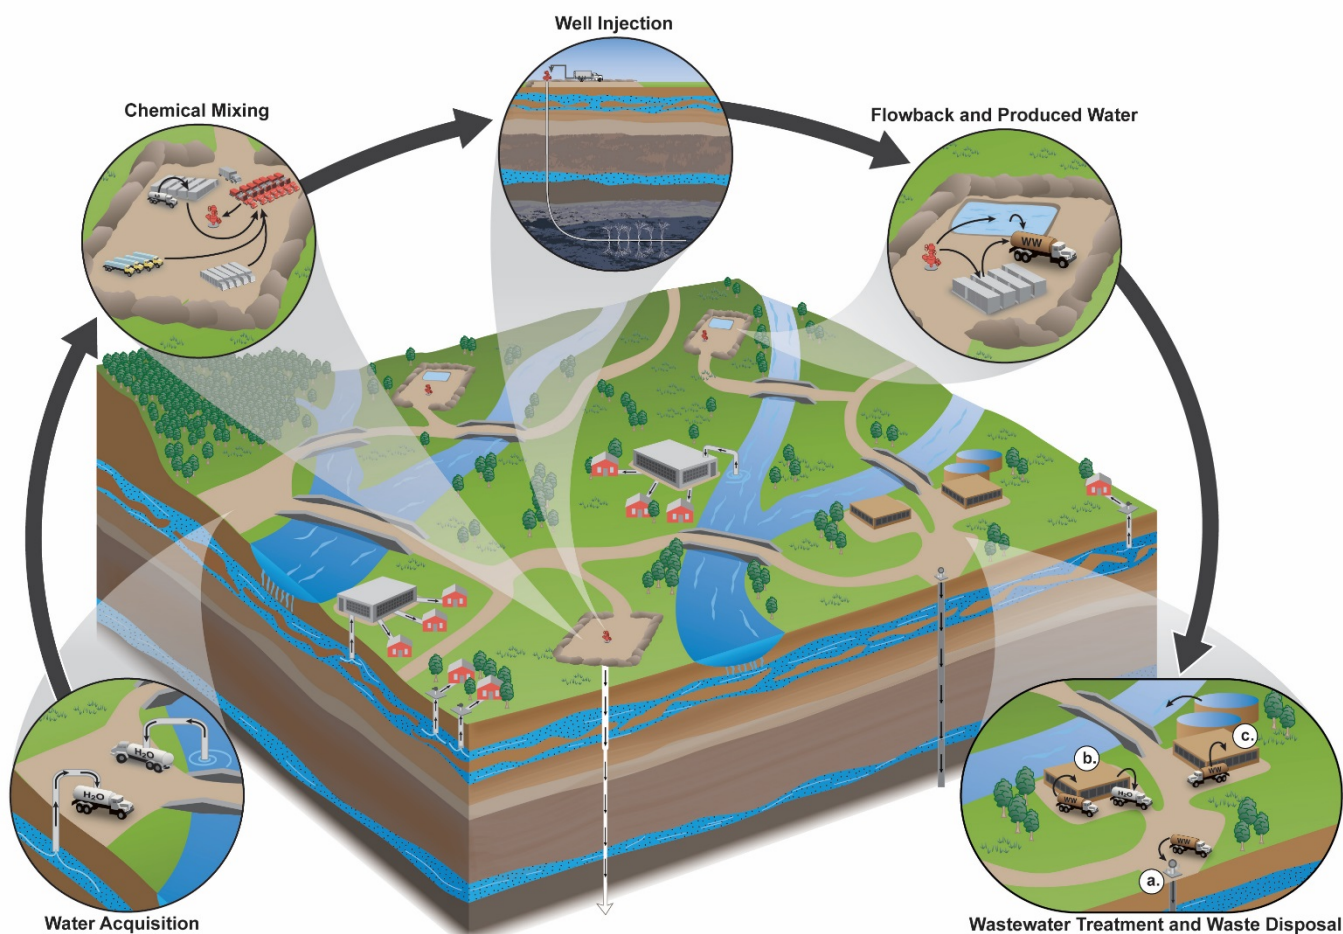 Well Injection
Chemical Mixing
Flowback and Produced Water
WW
H₂O
H₂O
Water Acquisition
c.
b.
WW
WW
H₂O
WW
a.
Wastewater Treatment and Waste Disposal